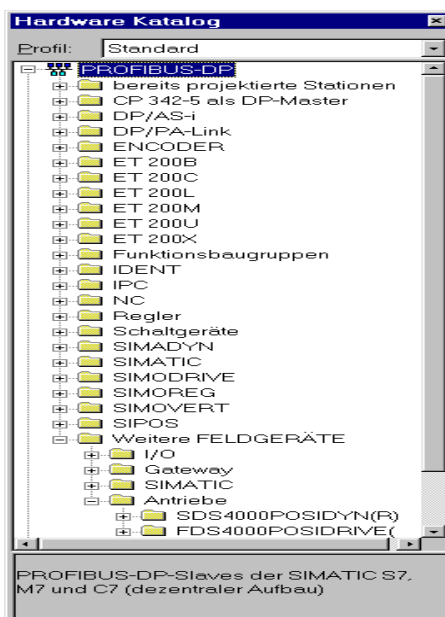 Hardware Katalog
Profil: Standard
PROFIBUS-DP
bereits projektierte Stationen
CP 342-5 als DP-Master
DP/AS-i
DP/PA-Link
ENCODER
ET 200B
ET 200C
ET 200L
ET 200M
ET 200U
ET 200X
Funktionsbaugruppen
IDENT
IPC
NC
Regler
Schaltgeräte
SIMADYN
SIMATIC
SIMODRIVE
SIMOREG
SIMOVERT
SIPOS
Weitere FELDGERÄTE
I/O
Gateway
SIMATIC
Antriebe
SDS4000POSIDYN(R)
FDS4000POSIDRIVE(
PROFIBUS-DP-Slaves der SIMATIC S7,
M7 und C7 (dezentraler Aufbau)